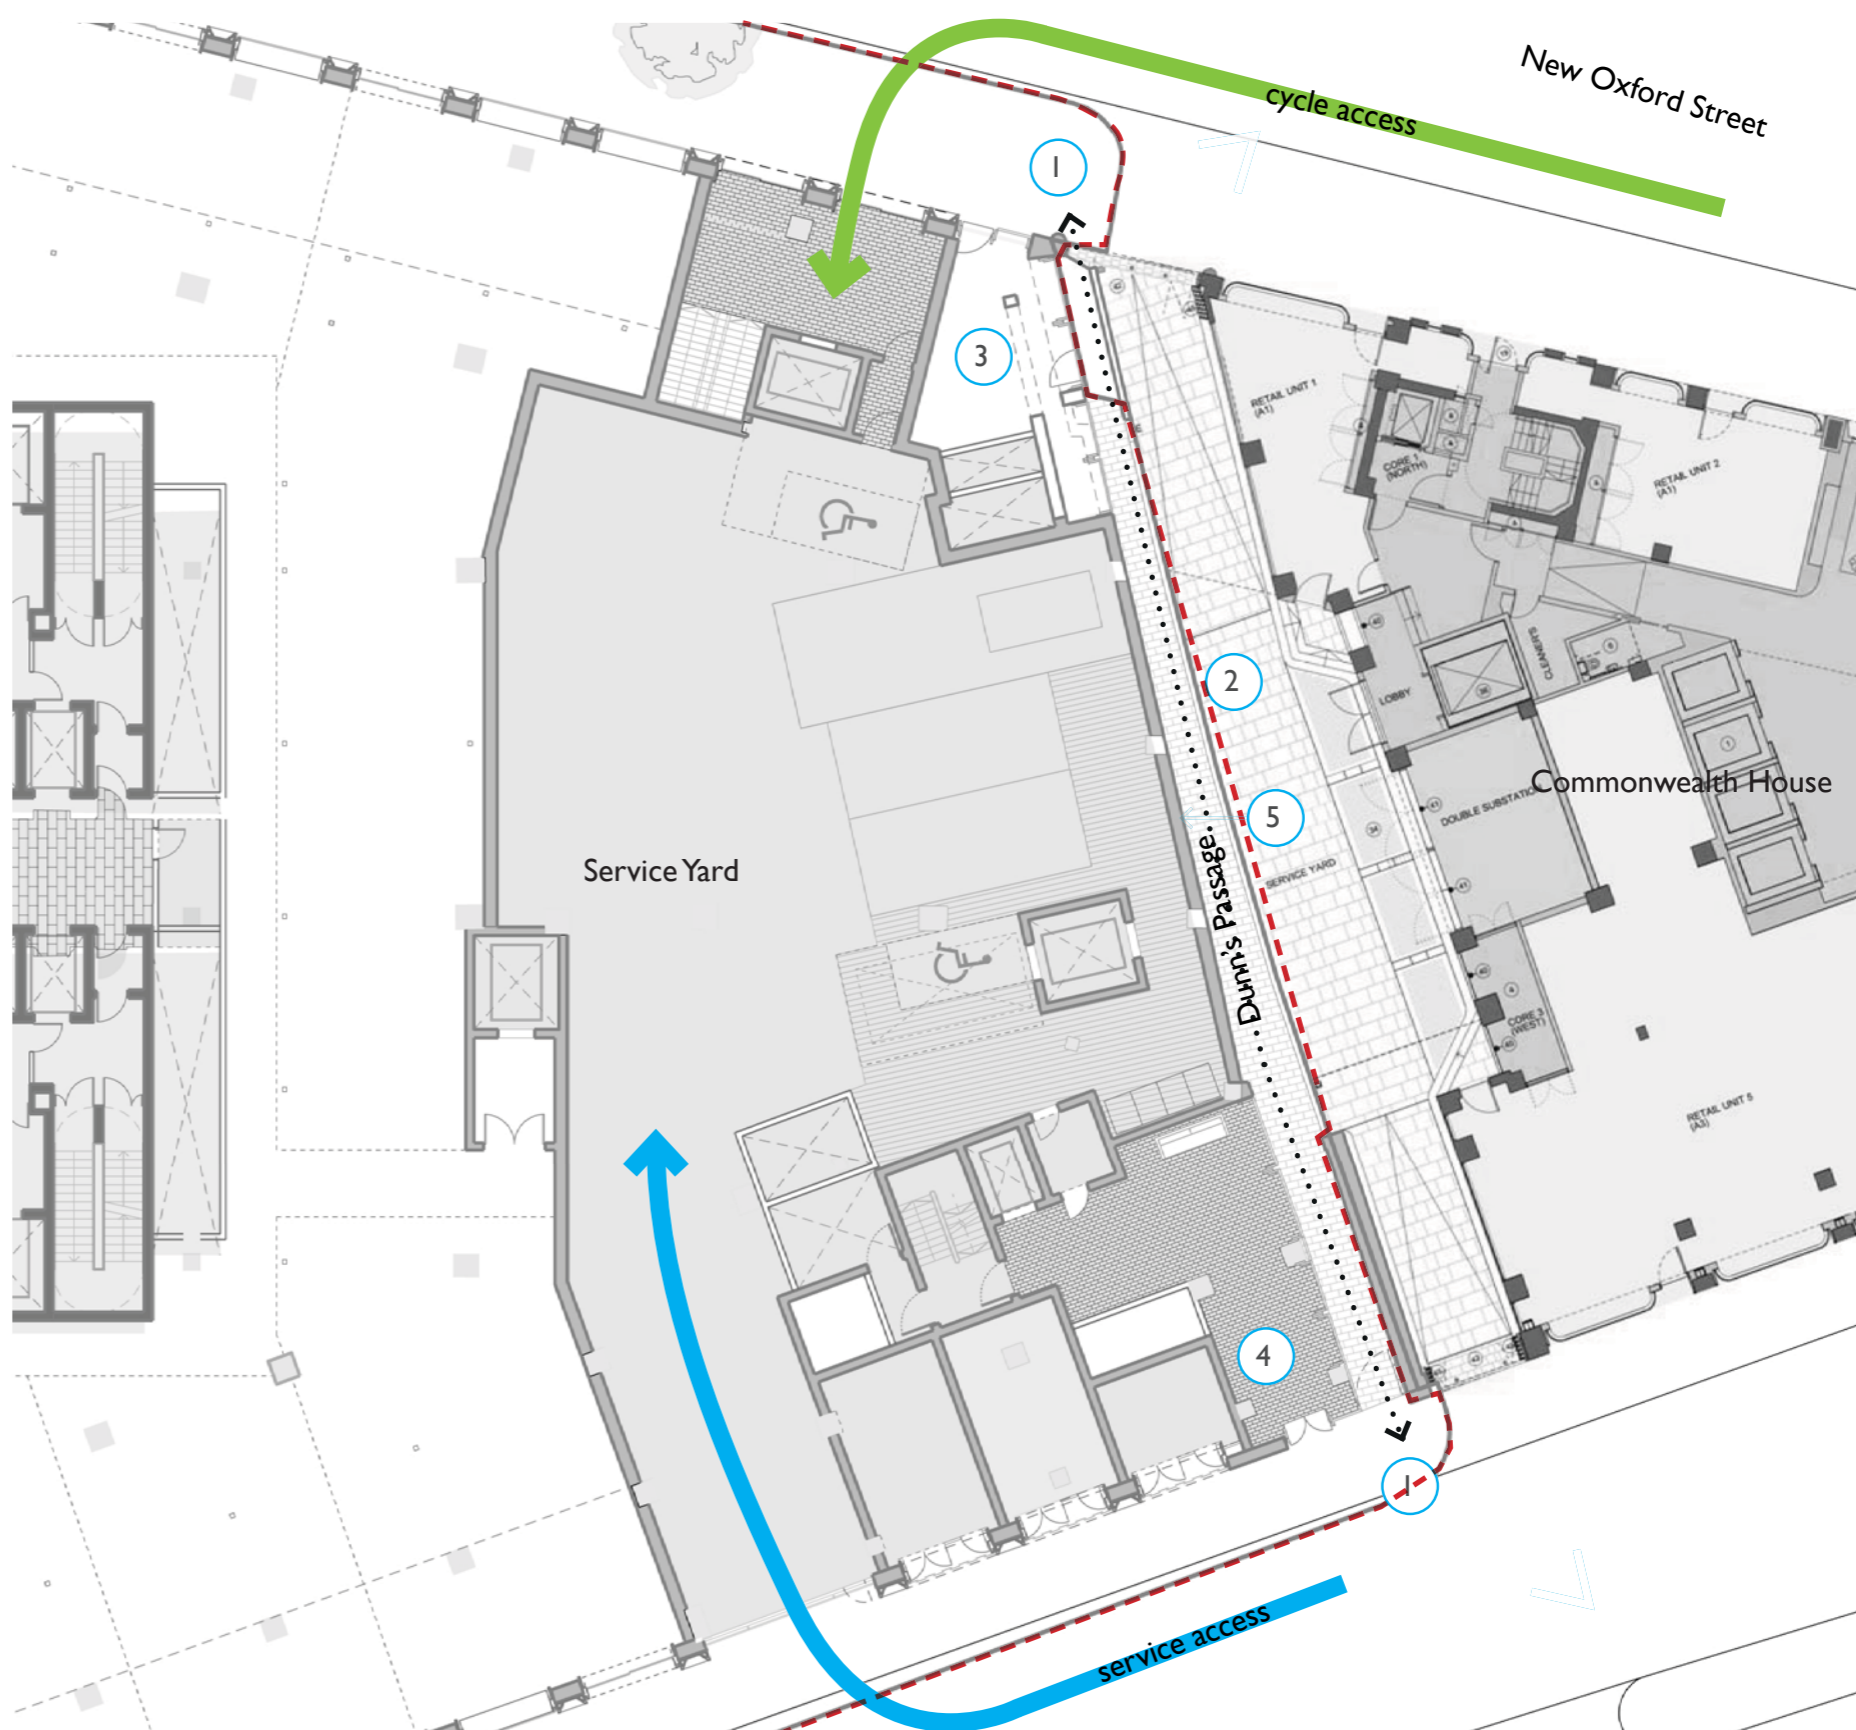 New Oxford Street
cycle access
1
3
RETAIL UNIT 1
(A1)
CORE 1
(NORTH)
RETAIL UNIT 2
(A1)
CLEANER'S
2
LOBBY
Commonwealth House
DOUBLE SUBSTATION
5
Service Yard
SERVICE YARD
Dunn's Passage
CORE 3
(WEST)
RETAIL UNIT 5
(A3)
4
1
service access